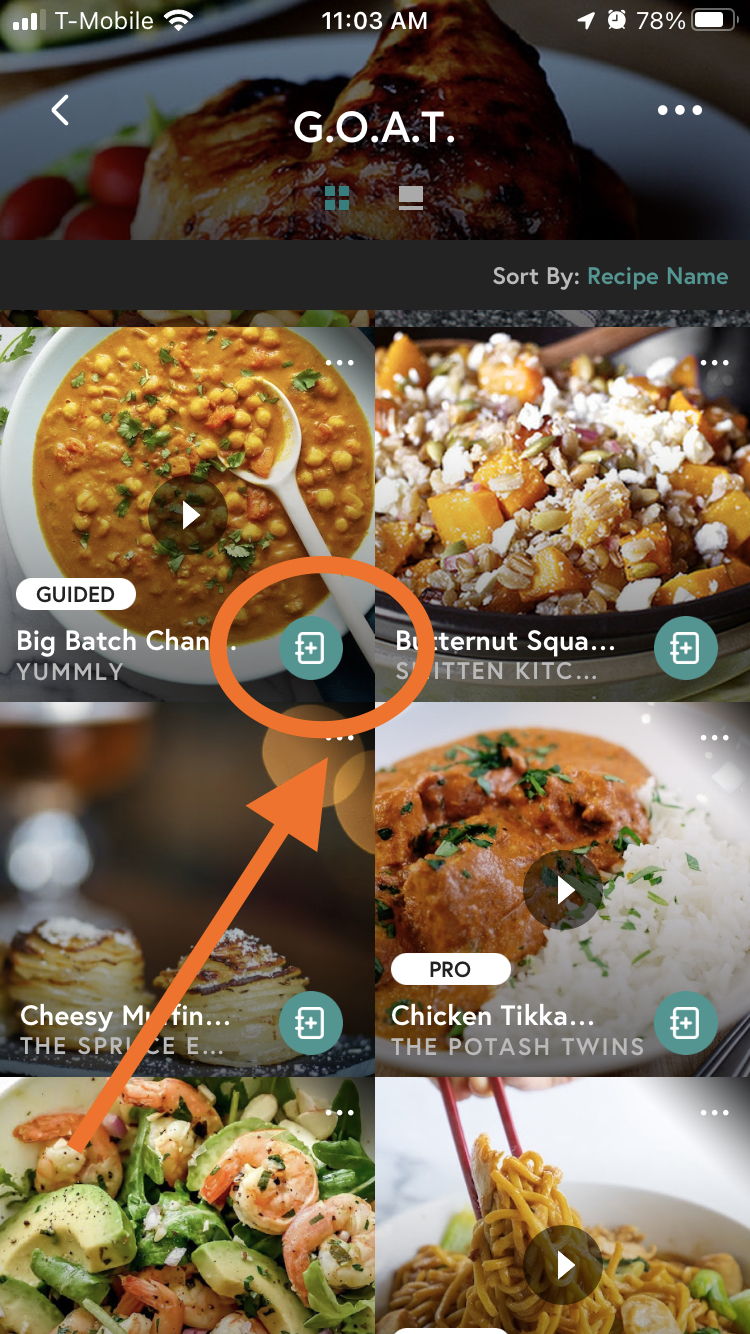 T-Mobile 11:03 AM 78%
G.O.A.T.
Sort By: Recipe Name
GUIDED
Big Batch Chan...
YUMMLY
Butternut Squa...
KITC...
Cheesy Muffin...
THE SPRUCE E...
PRO
Chicken Tikka...
THE POTASH TWINS